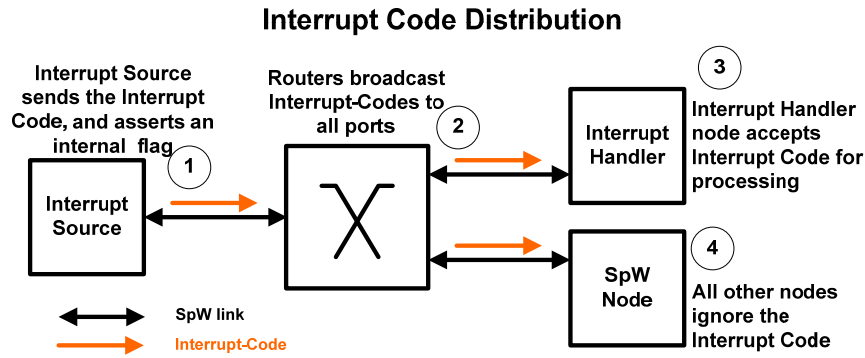 Interrupt Code Distribution
Interrupt Source
sends the Interrupt
Code, and asserts an
internal flag
1
Interrupt
Source
Routers broadcast
Interrupt-Codes to
all ports
2
Interrupt
Handler
3
Interrupt Handler
node accepts
Interrupt Code for
processing
SpW
Node
4
All other nodes
ignore the
Interrupt Code
SpW link
Interrupt-Code